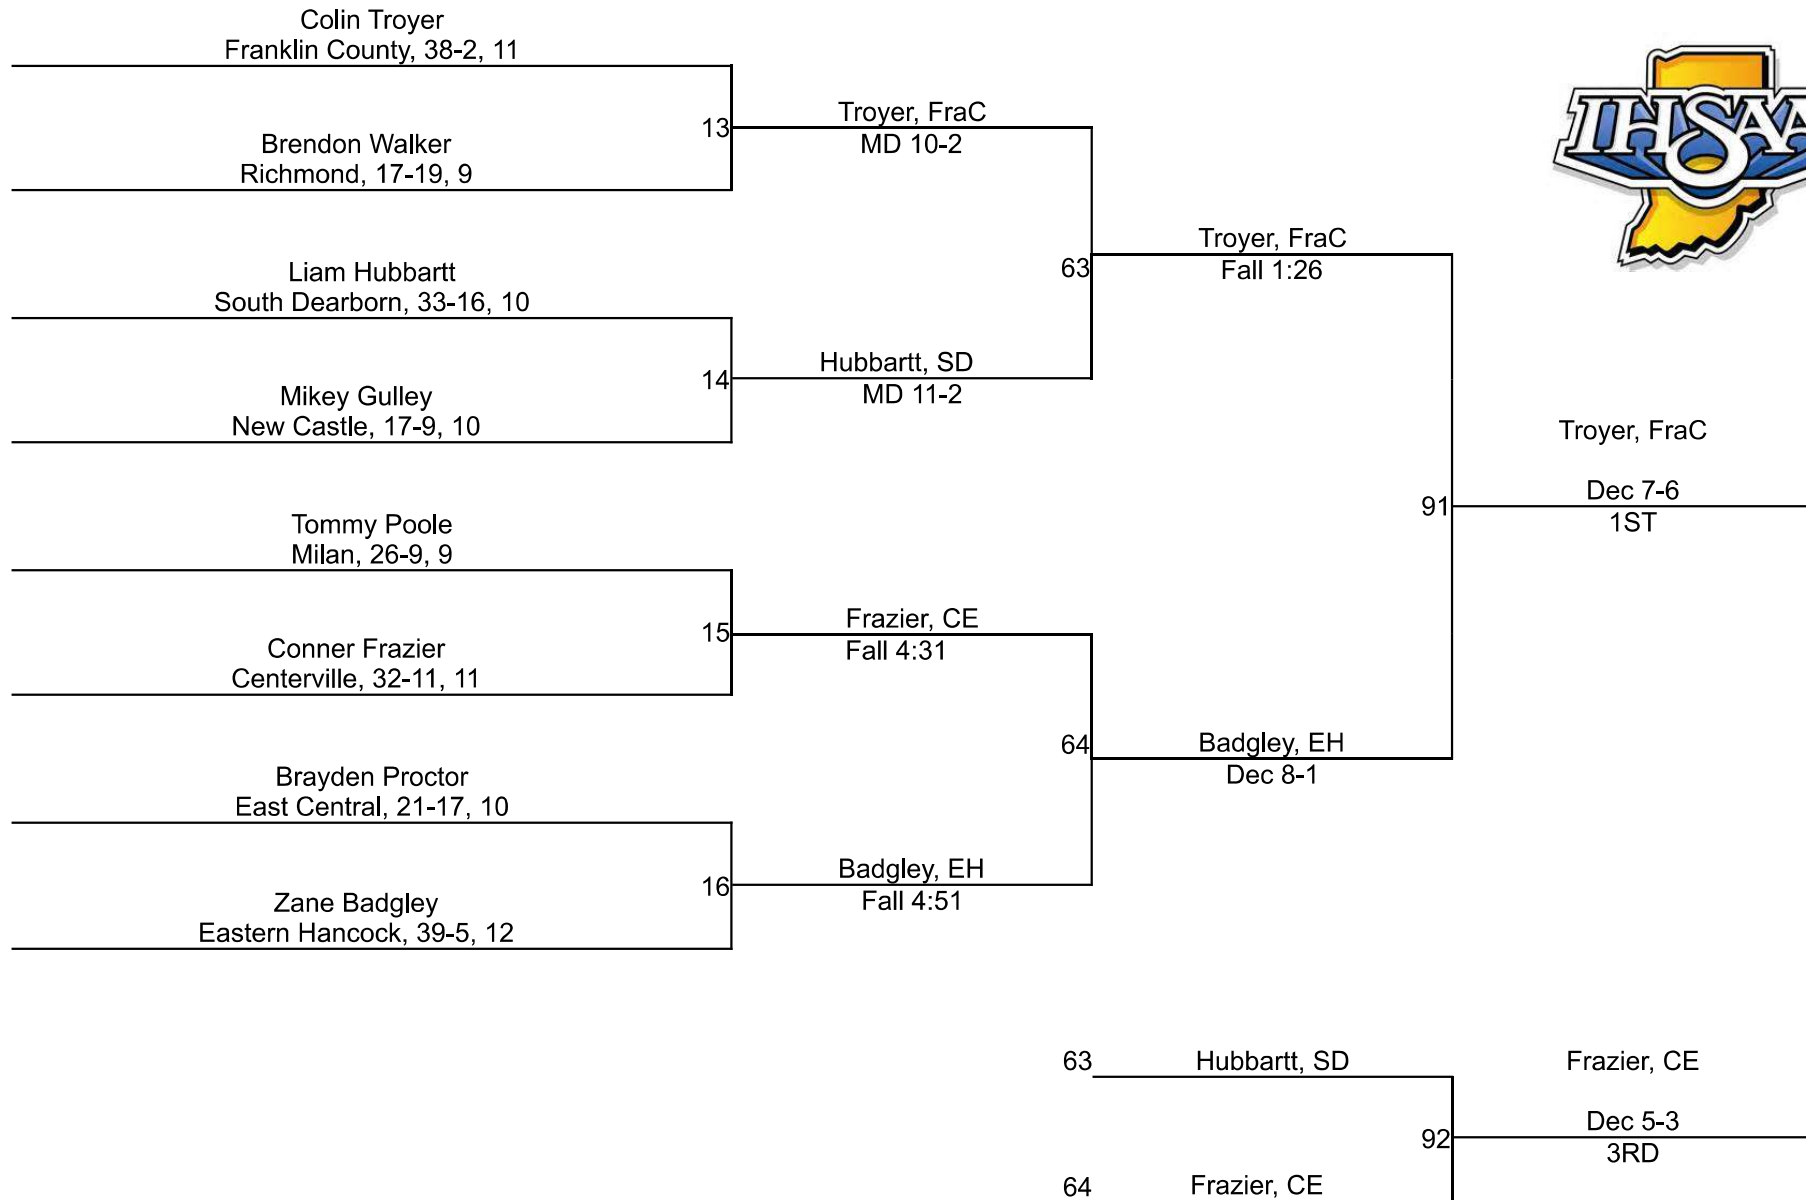 Colin Troyer
Franklin County, 38-2, 11
Brendon Walker
Richmond, 17-19, 9
13
Troyer, FraC
MD 10-2
Liam Hubbartt
South Dearborn, 33-16, 10
Mikey Gulley
New Castle, 17-9, 10
14
Hubbartt, SD
MD 11-2
63
Troyer, FraC
Fall 1:26
Tommy Poole
Milan, 26-9, 9
Conner Frazier
Centerville, 32-11, 11
15
Frazier, CE
Fall 4:31
Brayden Proctor
East Central, 21-17, 10
Zane Badgley
Eastern Hancock, 39-5, 12
16
Badgley, EH
Fall 4:51
64
Badgley, EH
Dec 8-1
91
Troyer, FraC
Dec 7-6
1ST
IHSAA
63
Hubbartt, SD
64
Frazier, CE
92
Frazier, CE
Dec 5-3
3RD